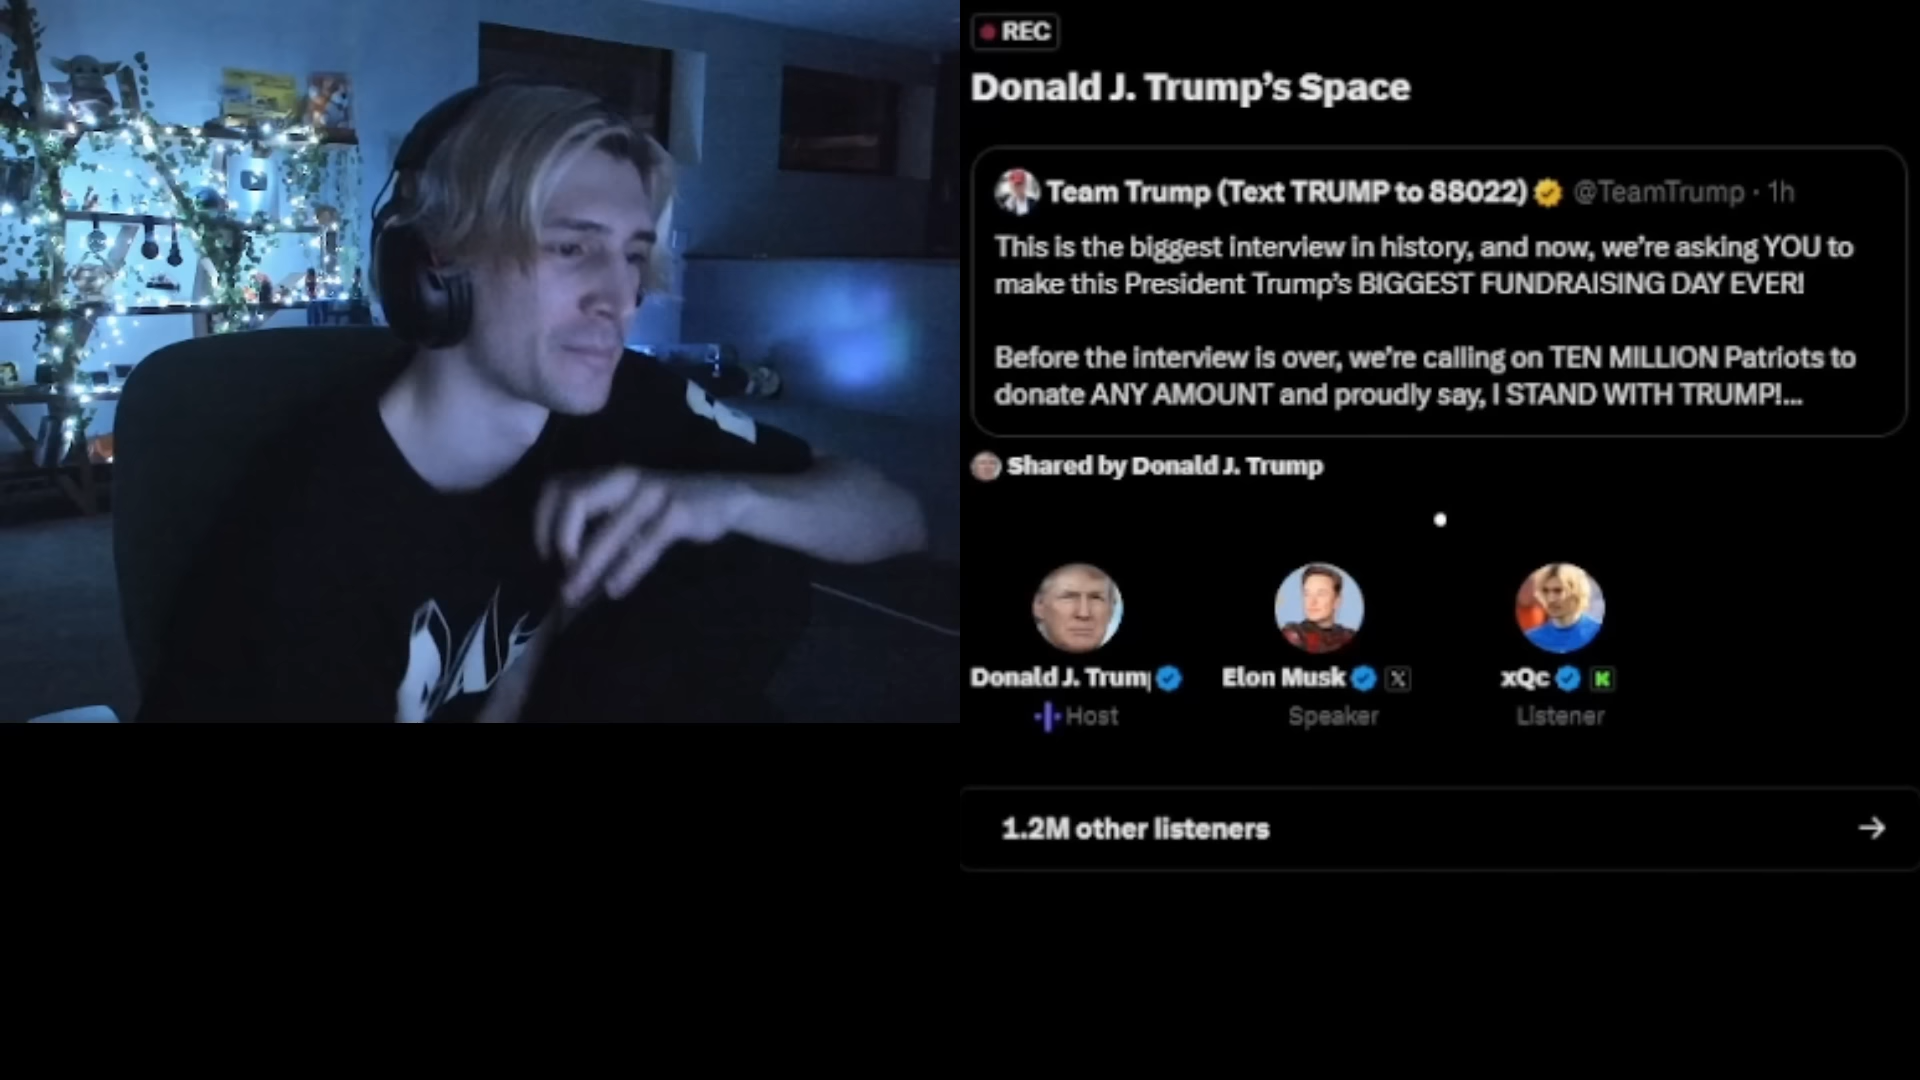 REC
Donald J. Trump's Space
Team Trump (Text TRUMP to 88022) @TeamTrump · 1h
This is the biggest interview in history, and now, we're asking YOU to
make this President Trump's BIGGEST FUNDRAISING DAY EVER!
Before the interview is over, we're calling on TEN MILLION Patriots to
donate ANY AMOUNT and proudly say, I STAND WITH TRUMP!...
Shared by Donald J. Trump
Donald J. Trum
Elon Musk
xQc
Host
Speaker
Listener
1.2M other listeners